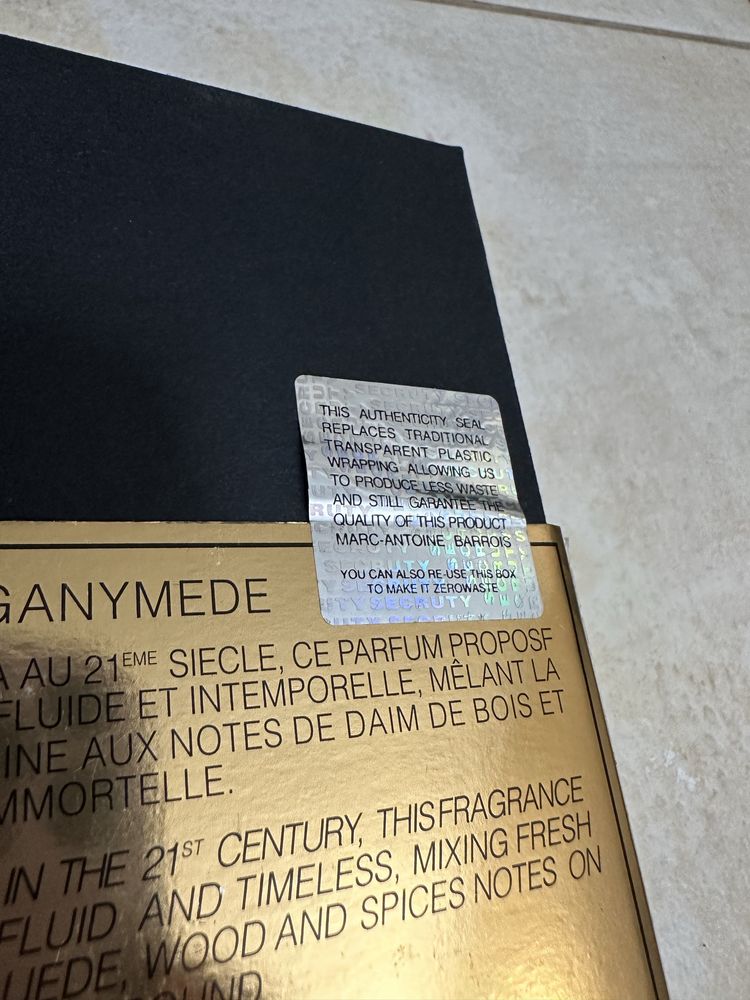 THIS AUTHENTICITY SEAL
REPLACES TRADITIONAL
TRANSPARENT PLASTIC
WRAPPING ALLOWING US
TO PRODUCE LESS WASTE
AND STILL GARANTEE THE
QUALITY OF THIS PRODUCT
MARC-ANTOINE BARROIS
YOU CAN ALSO RE-USE THIS BOX
TO MAKE IT ZEROWASTE
SECRUTY
GANYMEDE
AU 21EME SIECLE, CE PARFUM PROPOSE
FLUIDE ET INTEMPORELLE, MÊLANT LA
INE AUX NOTES DE DAIM DE BOIS ET
MMORTELLE.
IN THE 21ST CENTURY, THISFRAGRANCE
FLUID AND TIMELESS, MIXING FRESH
UEDE, WOOD AND SPICES NOTES ON